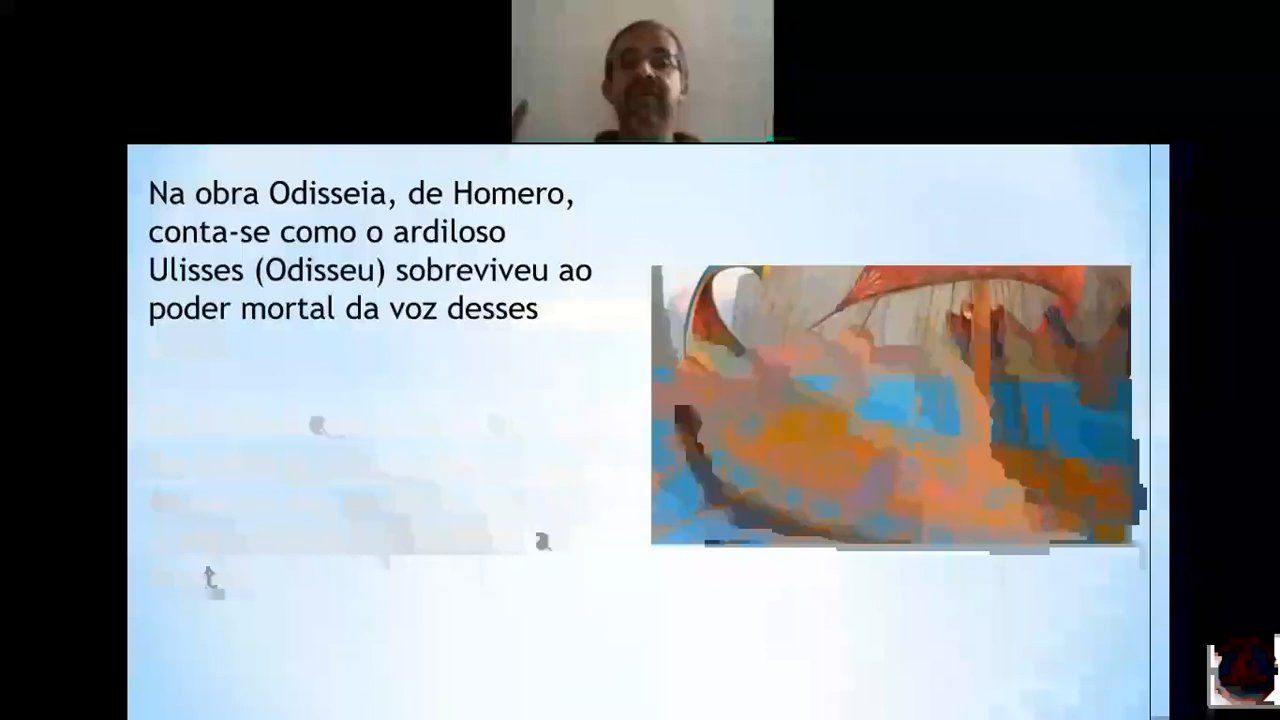 Na obra Odisseia, de Homero,
conta-se como o ardiloso
Ulisses (Odisseu) sobreviveu ao
poder mortal da voz desses